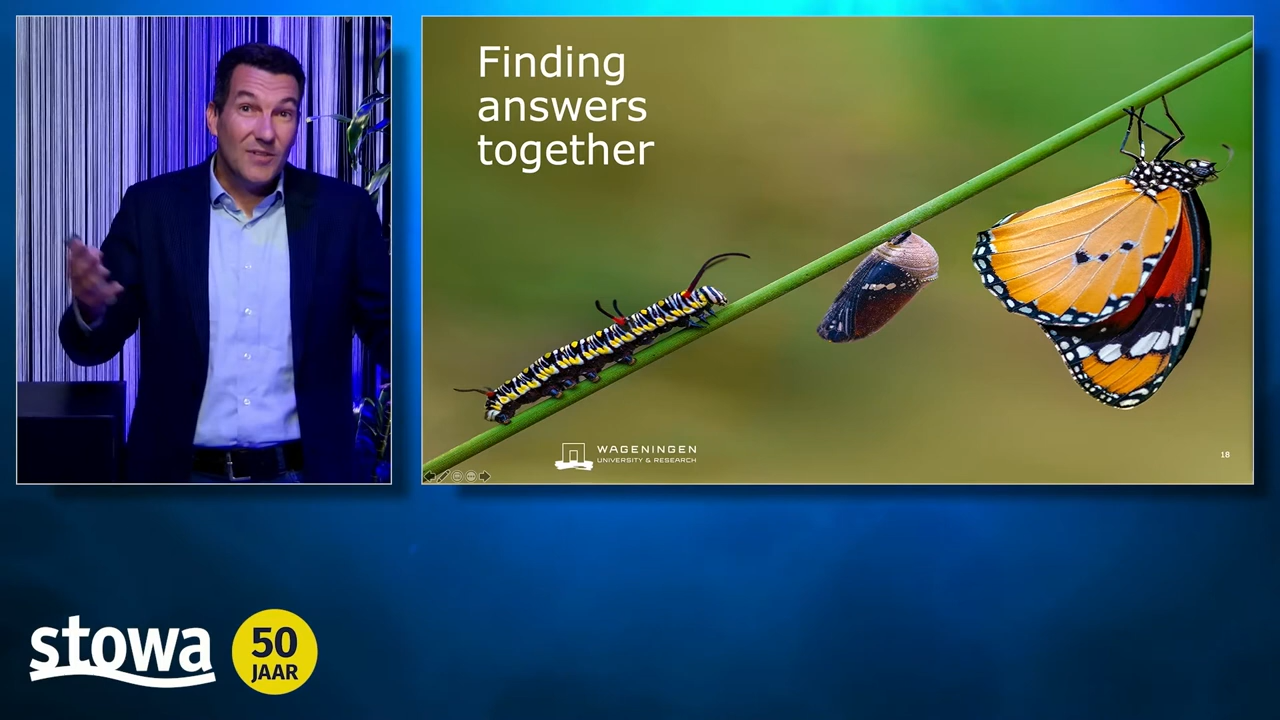 Finding
answers
together
WAGENINGEN
UNIVERSITY & RESEARCH
18
stowa
50
JAAR